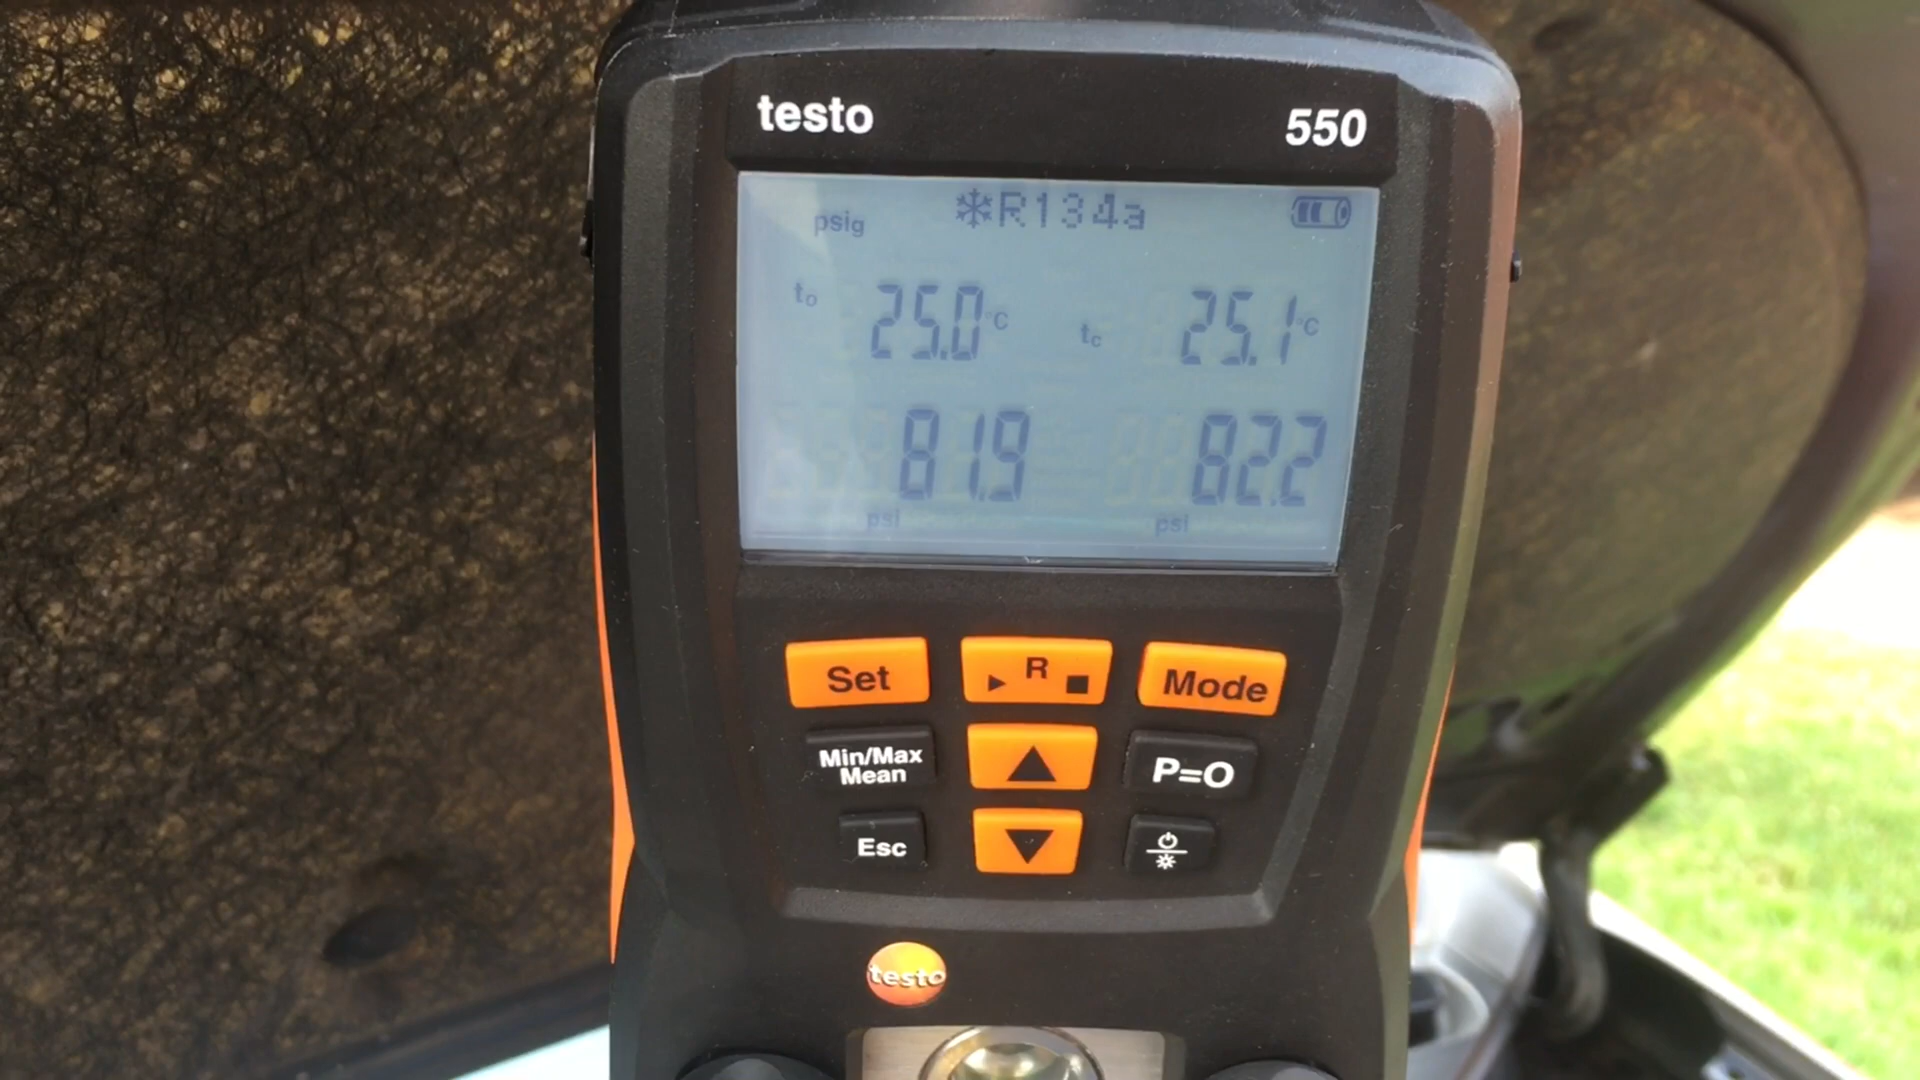 testo 550
psig ❄R134a
to 25.0 °C tc 25.1 °C
81.9 82.2
psi psi
Set ▶ R ■ Mode
Min/Max Mean ▲ P=O
Esc ▼
testo